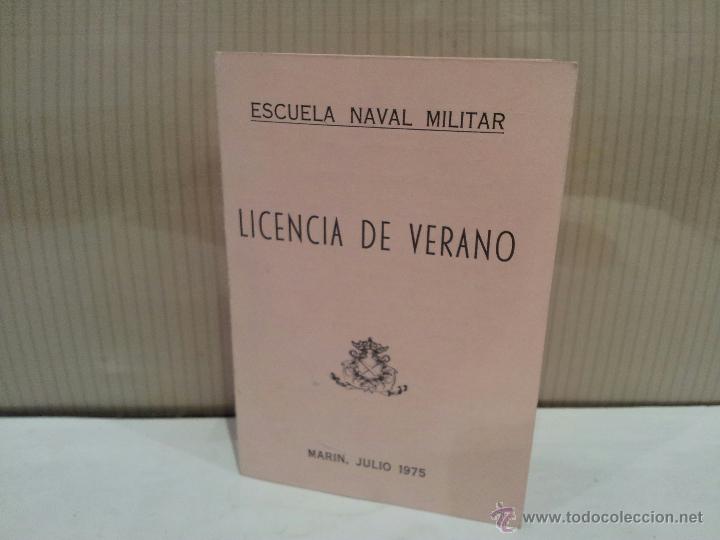 ESCUELA NAVAL MILITAR
LICENCIA DE VERANO
MARIN, JULIO 1975
© www.todocoleccion.net